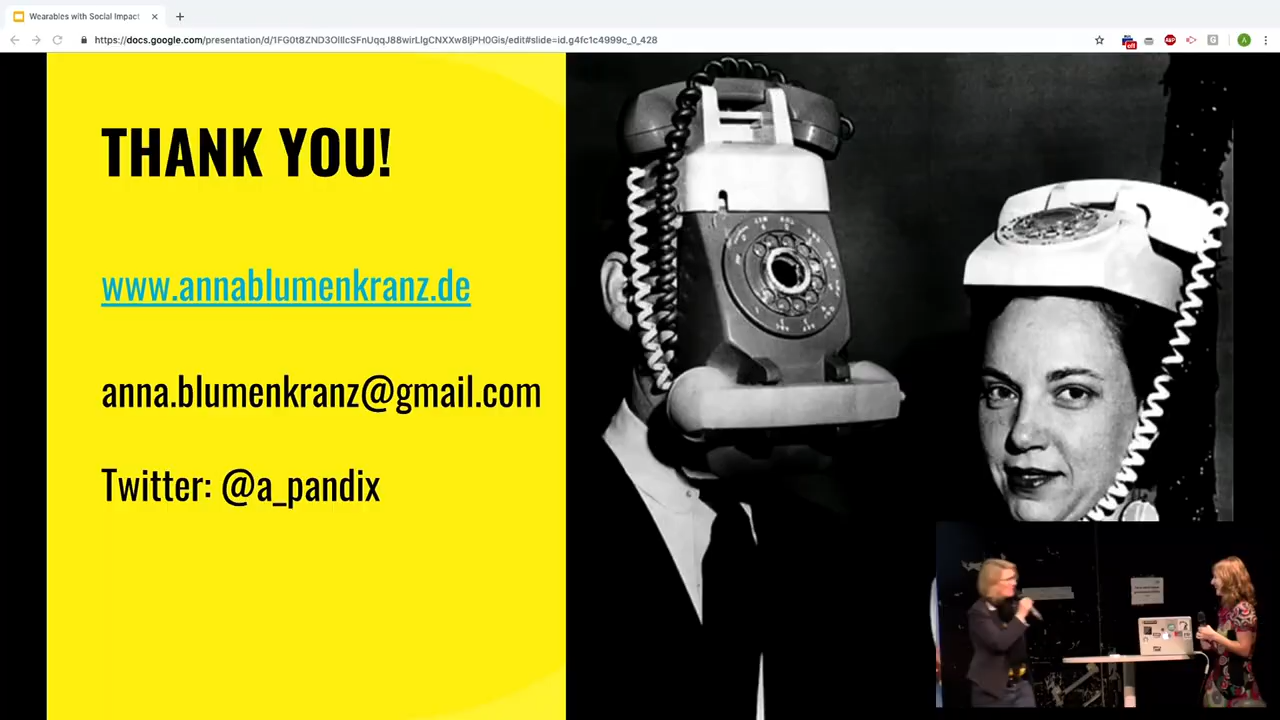 Wearables with Social Impact
https://docs.google.com/presentation/d/1FG0t8ZND3OlIlcSFnUqqJ88wirLlgCNXXw8ljPH0Gis/edit#slide=id.g4fc1c4999c_0_428
THANK YOU!
www.annablumenkranz.de
anna.blumenkranz@gmail.com
Twitter: @a_pandix